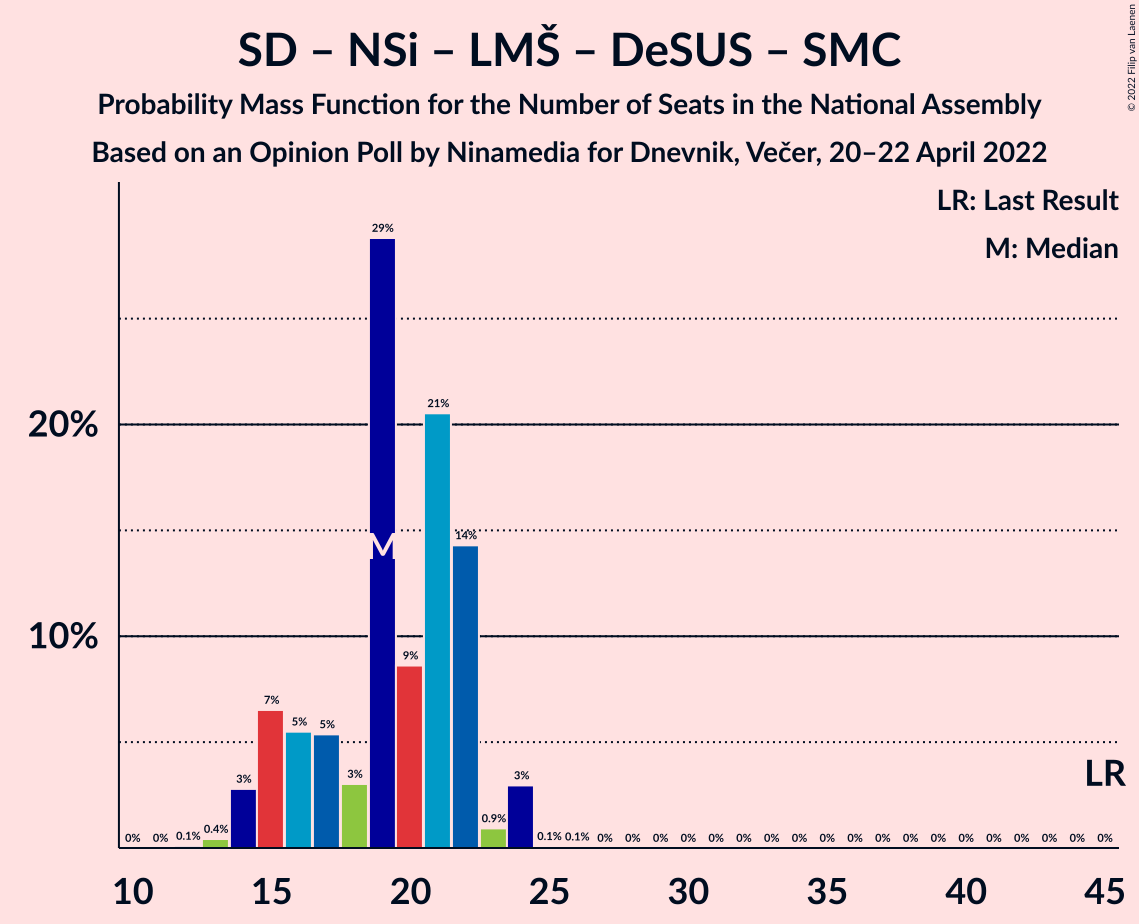 SD – NSi – LMŠ – DeSUS – SMC
Probability Mass Function for the Number of Seats in the National Assembly
Based on an Opinion Poll by Ninamedia for Dnevnik, Večer, 20–22 April 2022
© 2022 Filip van Laenen
LR: Last Result
M: Median
20%
10%
0% 0% 0.1% 0.4% 3% 7% 5% 5% 3% 29% 9% 21% 14% 0.9% 3% 0.1% 0.1% 0% 0% 0% 0% 0% 0% 0% 0% 0% 0% 0% 0% 0% 0% 0% 0% 0% 0% 0%
M
LR
10 15 20 25 30 35 40 45